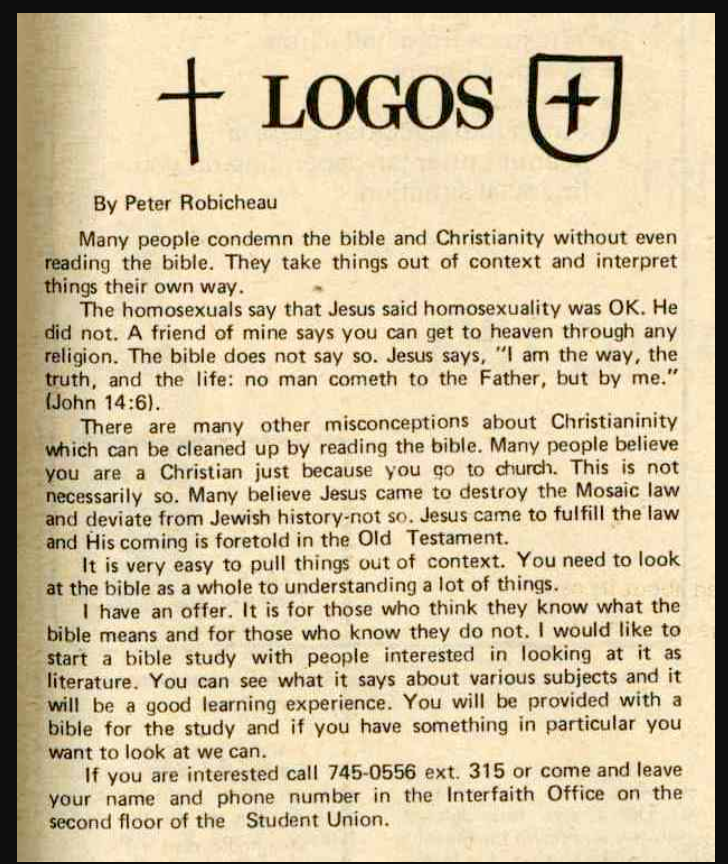 LOGOS
By Peter Robicheau
Many people condemn the bible and Christianity without even
reading the bible. They take things out of context and interpret
things their own way.
The homosexuals say that Jesus said homosexuality was OK. He
did not. A friend of mine says you can get to heaven through any
religion. The bible does not say so. Jesus says, "I am the way, the
truth, and the life: no man cometh to the Father, but by me."
(John 14:6).
There are many other misconceptions about Christianinity
which can be cleaned up by reading the bible. Many people believe
you are a Christian just because you go to church. This is not
necessarily so. Many believe Jesus came to destroy the Mosaic law
and deviate from Jewish history-not so. Jesus came to fulfill the law
and His coming is foretold in the Old Testament.
It is very easy to pull things out of context. You need to look
at the bible as a whole to understanding a lot of things.
I have an offer. It is for those who think they know what the
bible means and for those who know they do not. I would like to
start a bible study with people interested in looking at it as
literature. You can see what it says about various subjects and it
will be a good learning experience. You will be provided with a
bible for the study and if you have something in particular you
want to look at we can.
If you are interested call 745-0556 ext. 315 or come and leave
your name and phone number in the Interfaith Office on the
second floor of the Student Union.